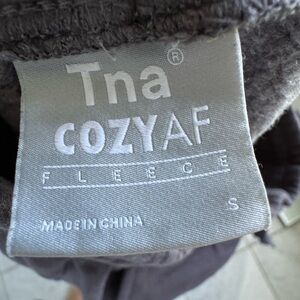 Tna®
COZYAF
FLEECE
S
MADE IN CHINA